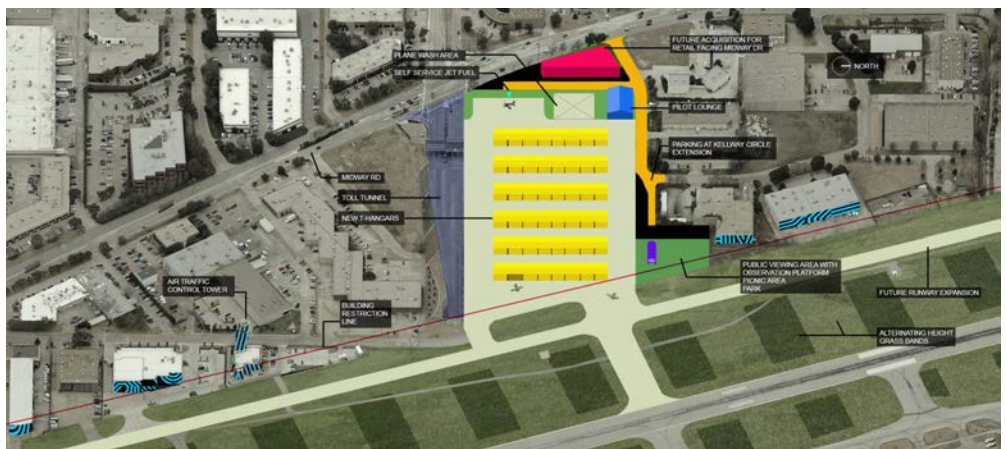 FUTURE ACQUISITION FOR
RETAIL FACING MIDWAY DR
PLANE WASH AREA
SELF SERVICE JET FUEL
NORTH
PILOT LOUNGE
PARKING AT KELLWAY CIRCLE
EXTENSION
MIDWAY RD
TOLL TUNNEL
NEW T-HANGARS
AIR TRAFFIC
CONTROL TOWER
BUILDING
RESTRICTION
LINE
PUBLIC VIEWING AREA WITH
OBSERVATION PLATFORM
PICNIC AREA
PARK
FUTURE RUNWAY EXPANSION
ALTERNATING HEIGHT
GRASS BANDS